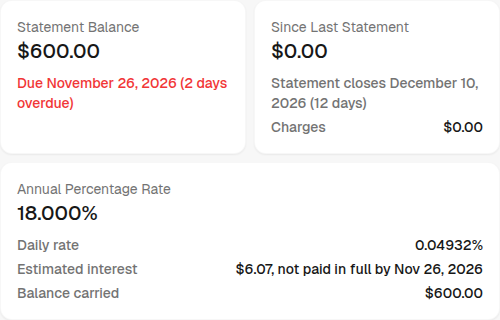 Statement Balance
$600.00
Due November 26, 2026 (2 days
overdue)
Since Last Statement
$0.00
Statement closes December 10,
2026 (12 days)
Charges $0.00
Annual Percentage Rate
18.000%
Daily rate 0.04932%
Estimated interest $6.07, not paid in full by Nov 26, 2026
Balance carried $600.00